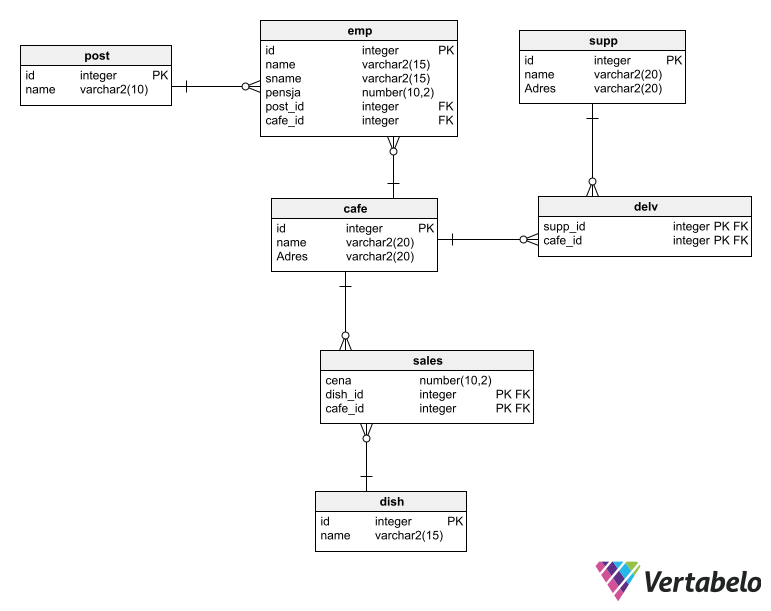 post
id integer PK
name varchar2(10)
emp
id integer PK
name varchar2(15)
sname varchar2(15)
pensja number(10,2)
post_id integer FK
cafe_id integer FK
supp
id integer PK
name varchar2(20)
Adres varchar2(20)
cafe
id integer PK
name varchar2(20)
Adres varchar2(20)
delv
supp_id integer PK FK
cafe_id integer PK FK
sales
cena number(10,2)
dish_id integer PK FK
cafe_id integer PK FK
dish
id integer PK
name varchar2(15)
Vertabelo